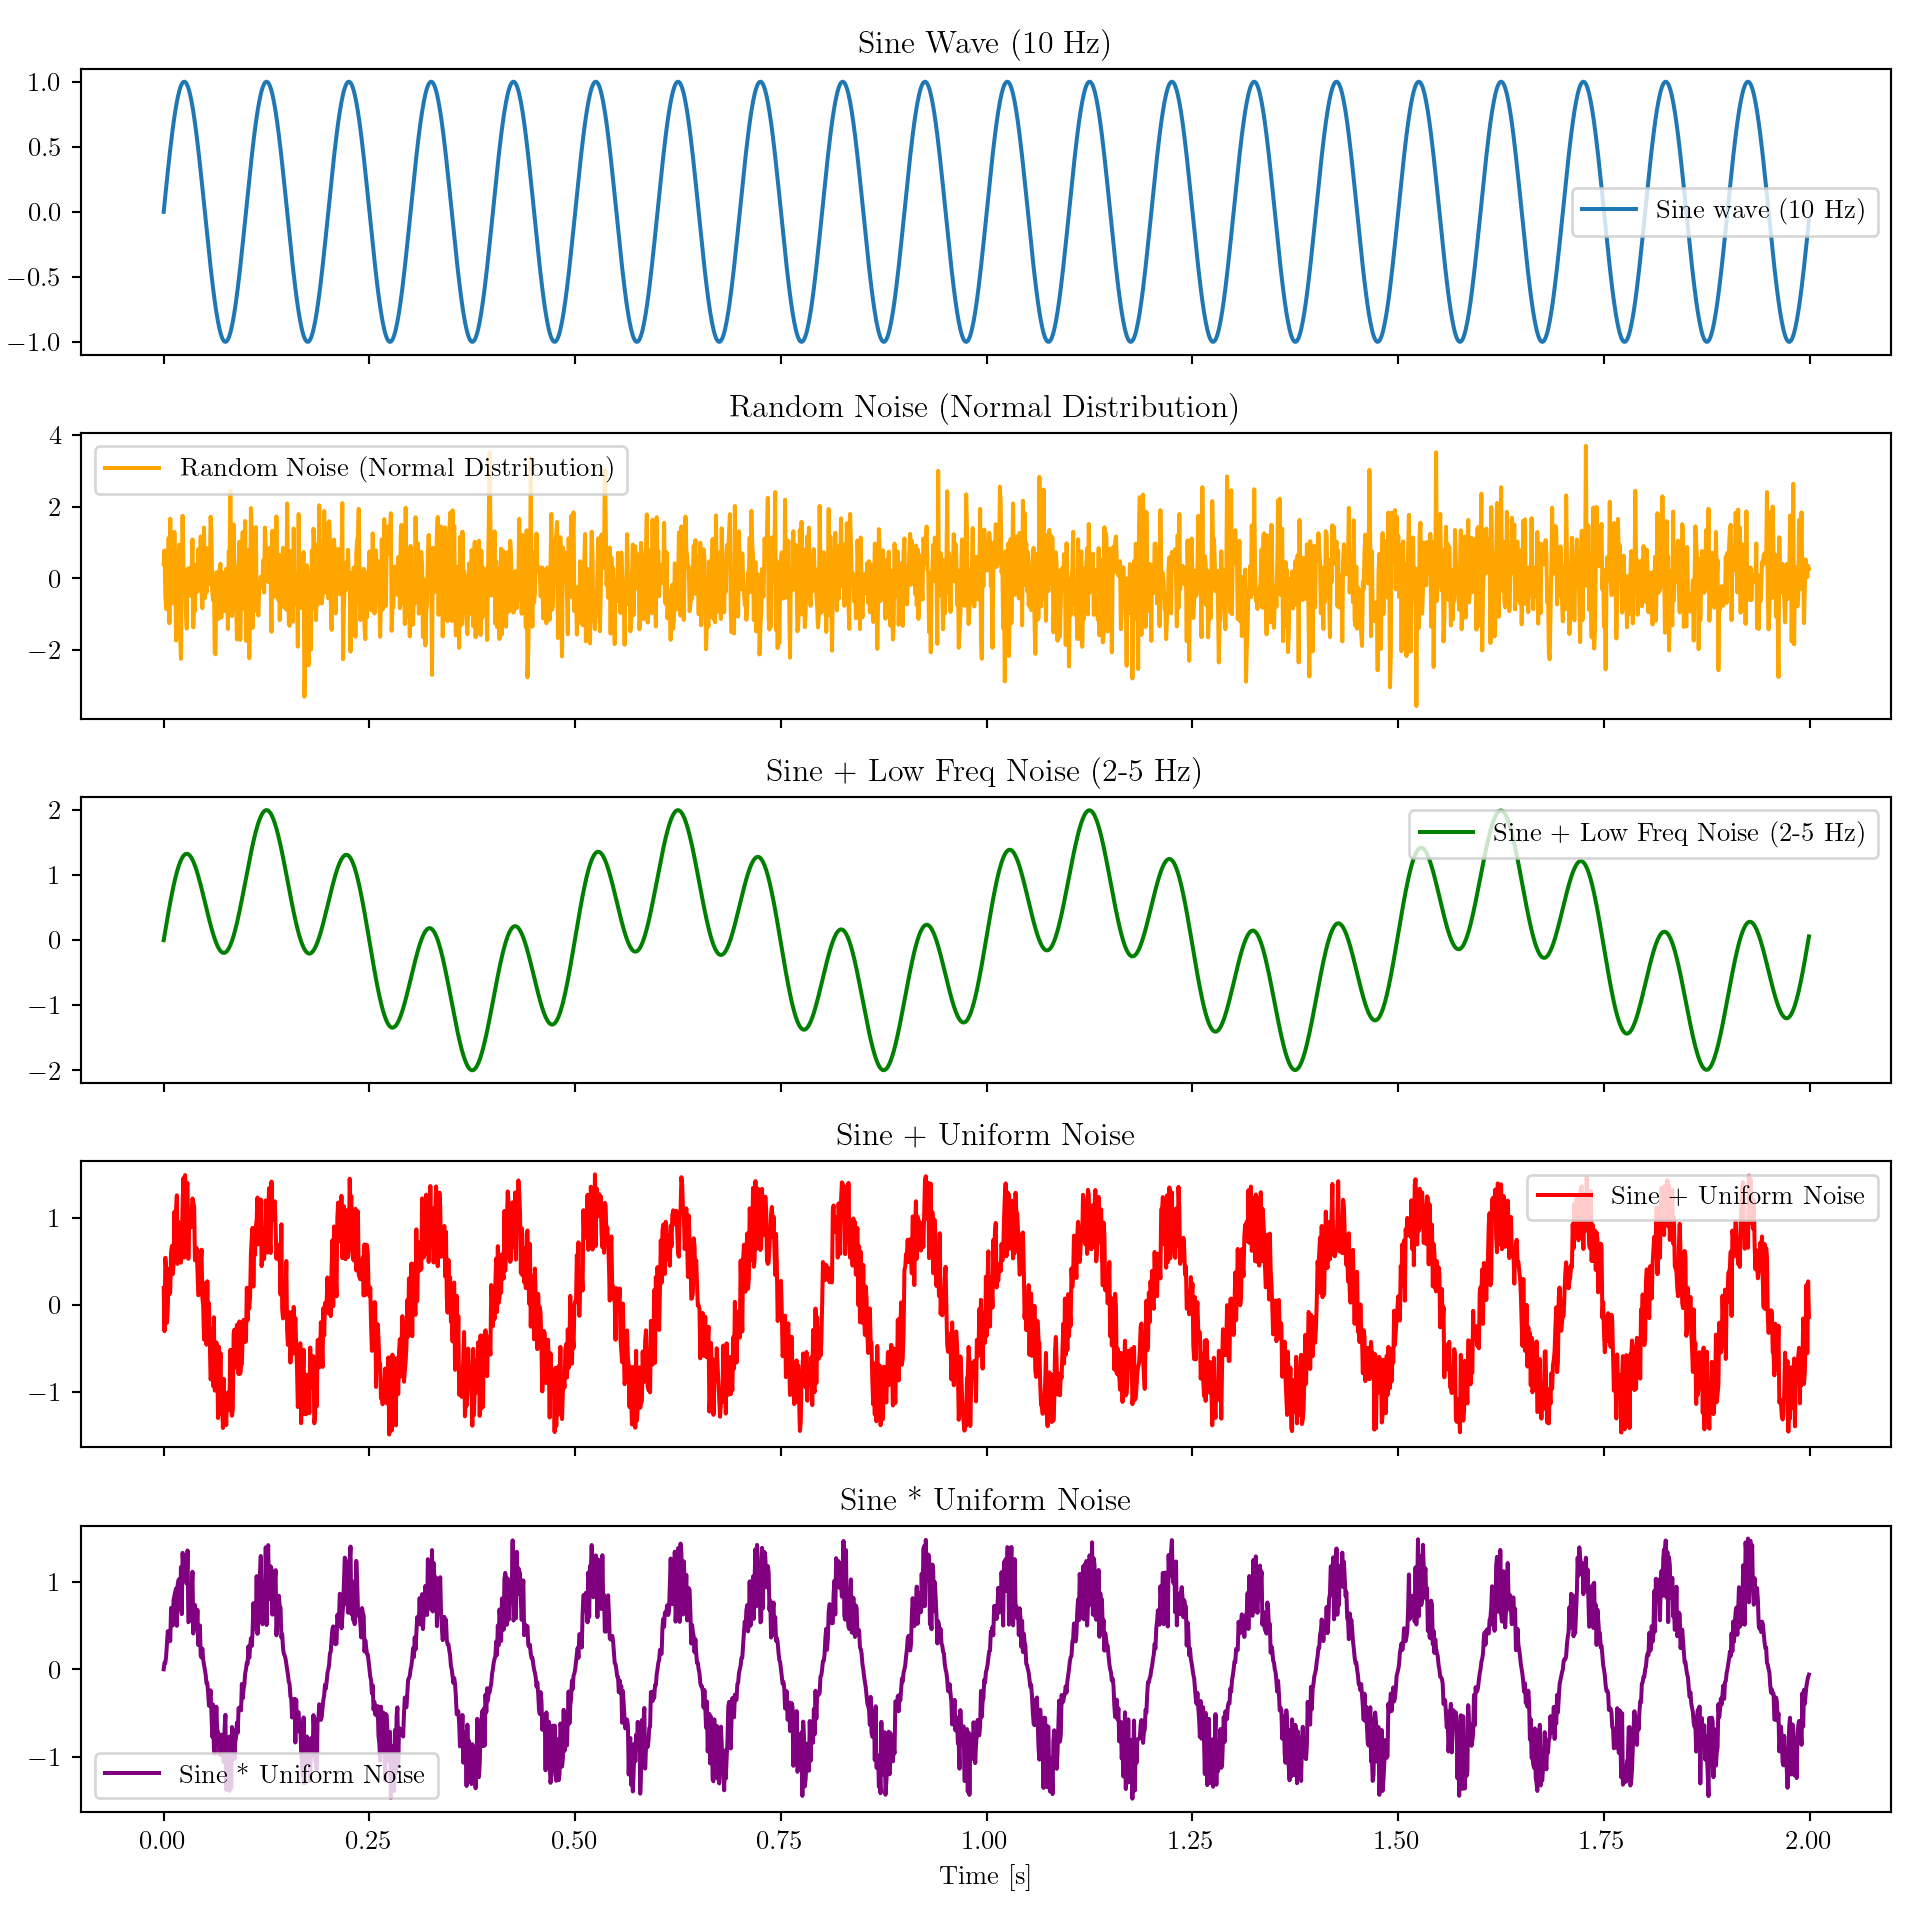 Sine Wave (10 Hz)
1.0
0.5
0.0
−0.5
−1.0
Sine wave (10 Hz)
Random Noise (Normal Distribution)
4
2
0
−2
Random Noise (Normal Distribution)
Sine + Low Freq Noise (2-5 Hz)
2
1
0
−1
−2
Sine + Low Freq Noise (2-5 Hz)
Sine + Uniform Noise
1
0
−1
Sine + Uniform Noise
Sine * Uniform Noise
1
0
−1
Sine * Uniform Noise
0.00 0.25 0.50 0.75 1.00 1.25 1.50 1.75 2.00
Time [s]